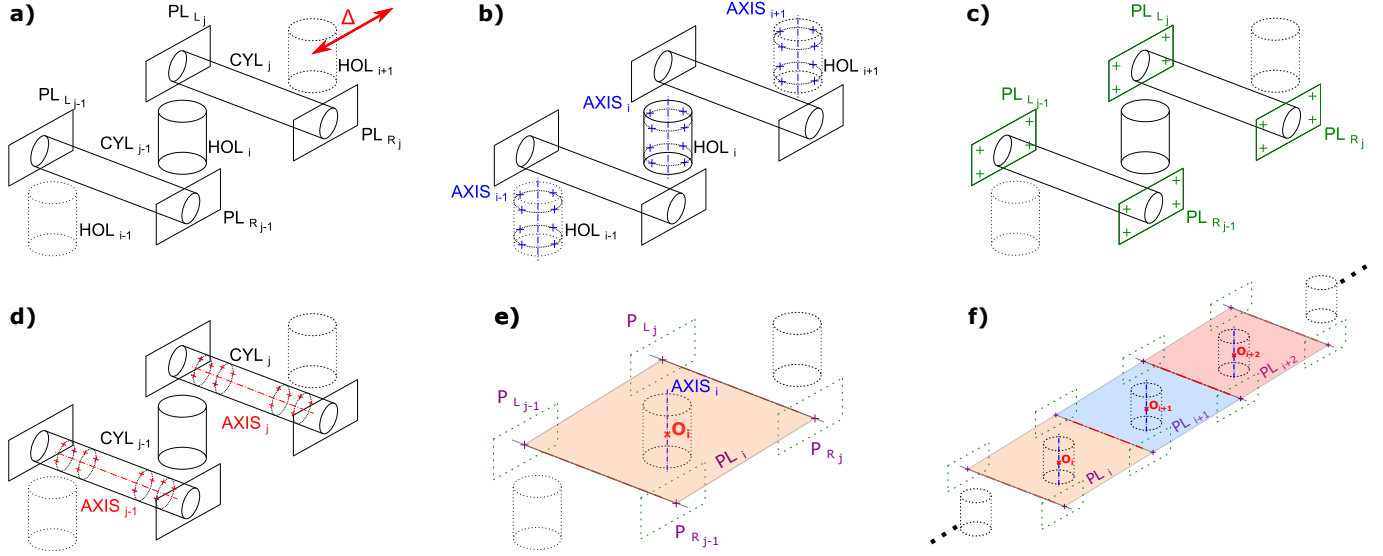 a)
PL L j
Δ
CYL j
HOL i+1
PL L j-1
CYL j-1
HOL i
PL R j
HOL i-1
PL R j-1
b)
AXIS i+1
HOL i+1
AXIS i
HOL i
AXIS i-1
HOL i-1
c)
PL L j
PL L j-1
PL R j
PL R j-1
d)
CYL j
AXIS j
CYL j-1
AXIS j-1
e)
P L j
AXIS i
P L j-1
O i
PL i
P R j
P R j-1
f)
O i+2
PL i+2
O i+1
PL i+1
O i
PL i